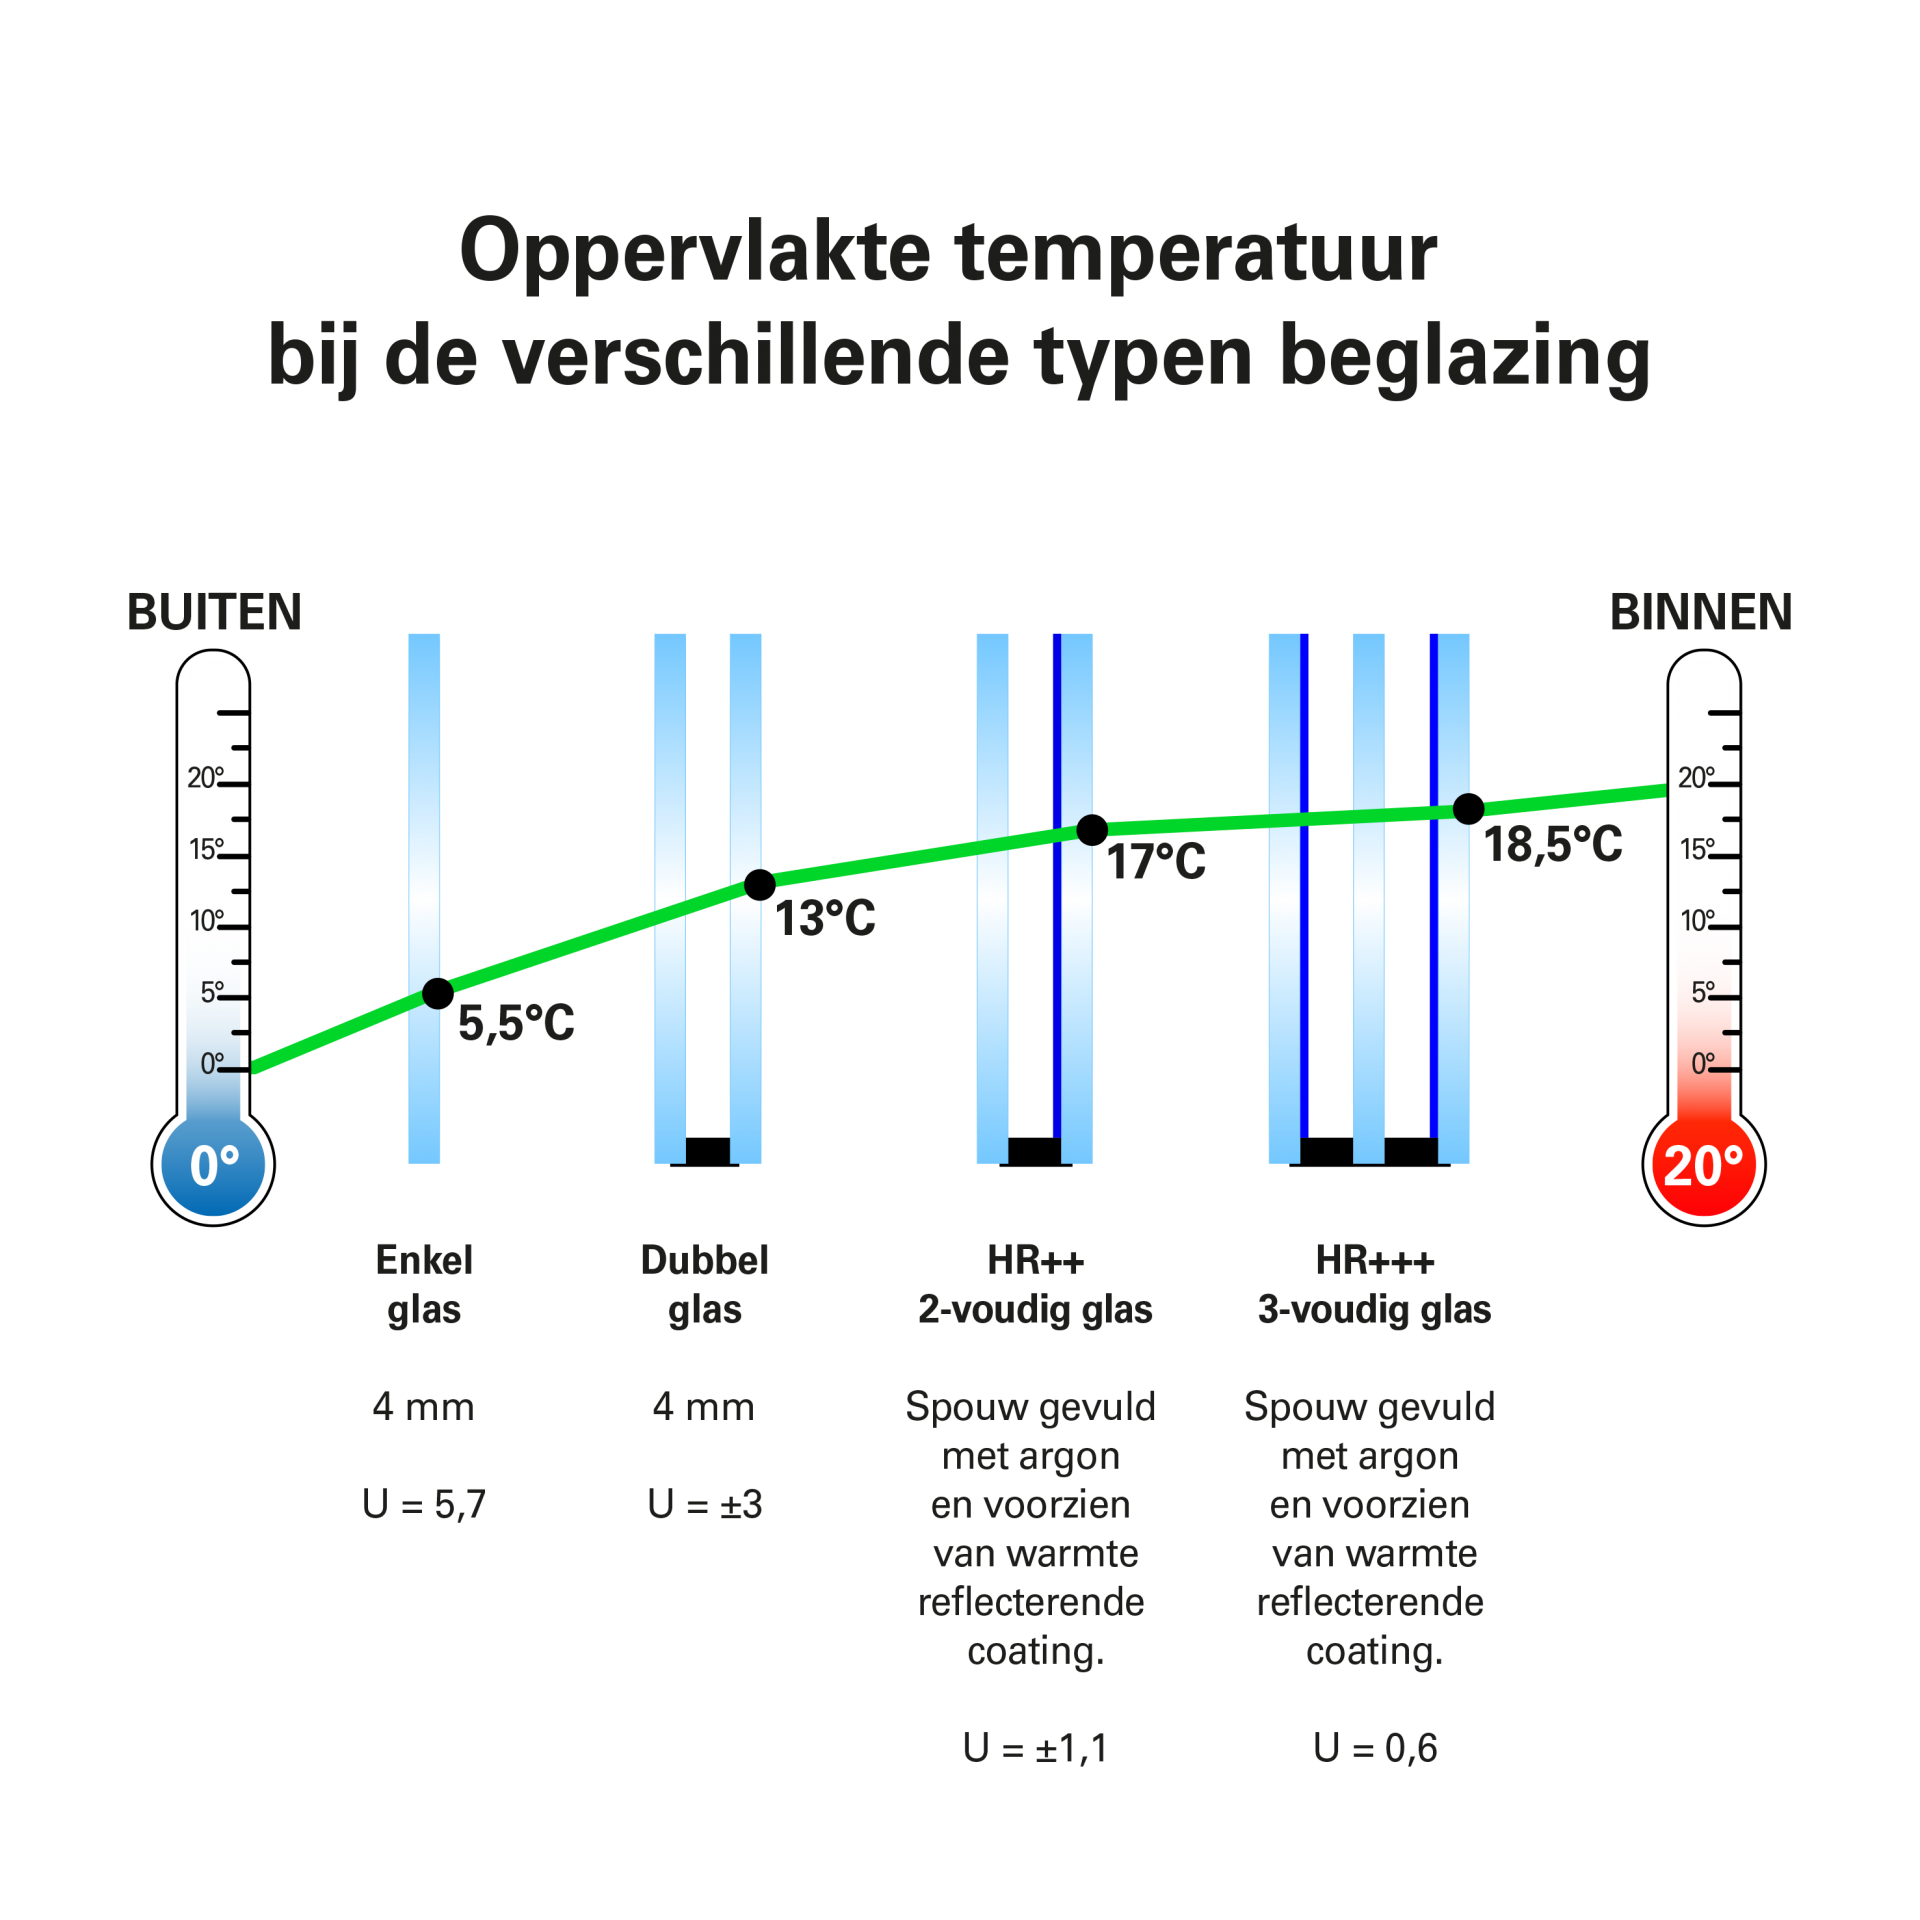 Oppervlakte temperatuur
bij de verschillende typen beglazing
BUITEN
20°
15°
10°
5°
0°
0°
5,5°C
13°C
17°C
18,5°C
BINNEN
20°
15°
10°
5°
0°
20°
Enkel
glas
4 mm
U = 5,7
Dubbel
glas
4 mm
U = ±3
HR++
2-voudig glas
Spouw gevuld
met argon
en voorzien
van warmte
reflecterende
coating.
U = ±1,1
HR+++
3-voudig glas
Spouw gevuld
met argon
en voorzien
van warmte
reflecterende
coating.
U = 0,6